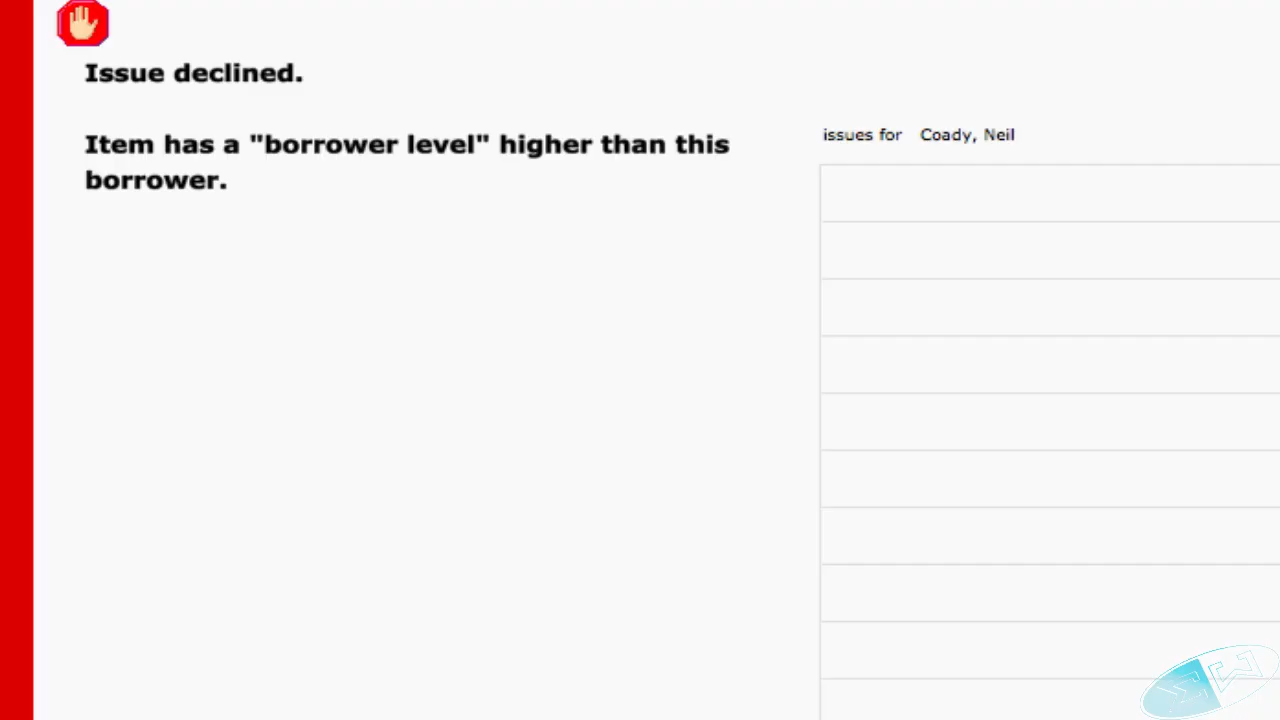 Issue declined.
Item has a "borrower level" higher than this
borrower.
issues for Coady, Neil